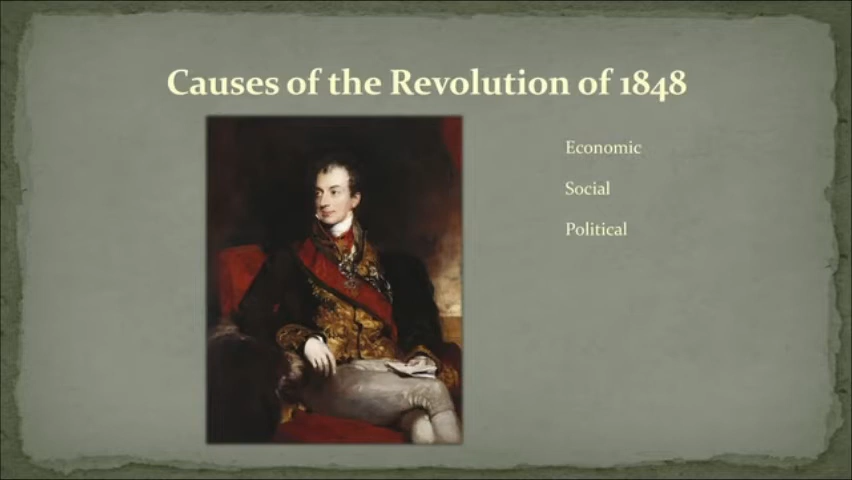 Causes of the Revolution of 1848
Economic
Social
Political